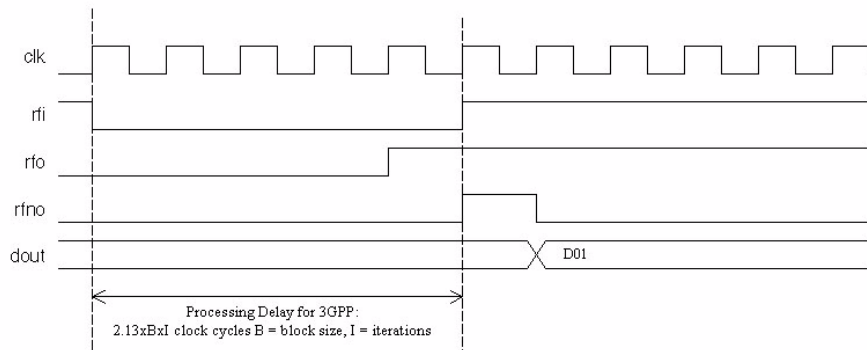 clk
rfi
rfo
rfno
dout
D01
Processing Delay for 3GPP:
2.13xBxI clock cycles B = block size, I = iterations